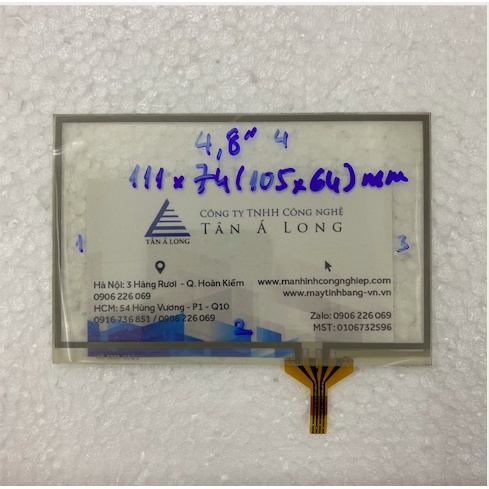 4,8" 4
111 x 74 (105 x 64) mm
CÔNG TY TNHH CÔNG NGHỆ
TÂN Á LONG
TÂN Á LONG
1
3
Hà Nội: 3 Hàng Rươi - Q. Hoàn Kiếm
0906 226 069
HCM: 54 Hùng Vương - P1 - Q10
0916 736 851 / 0906 226 069
www.manhinhcongnghiep.com
www.maytinhbang-vn.vn
Zalo: 0906 226 069
MST: 0106732596
2